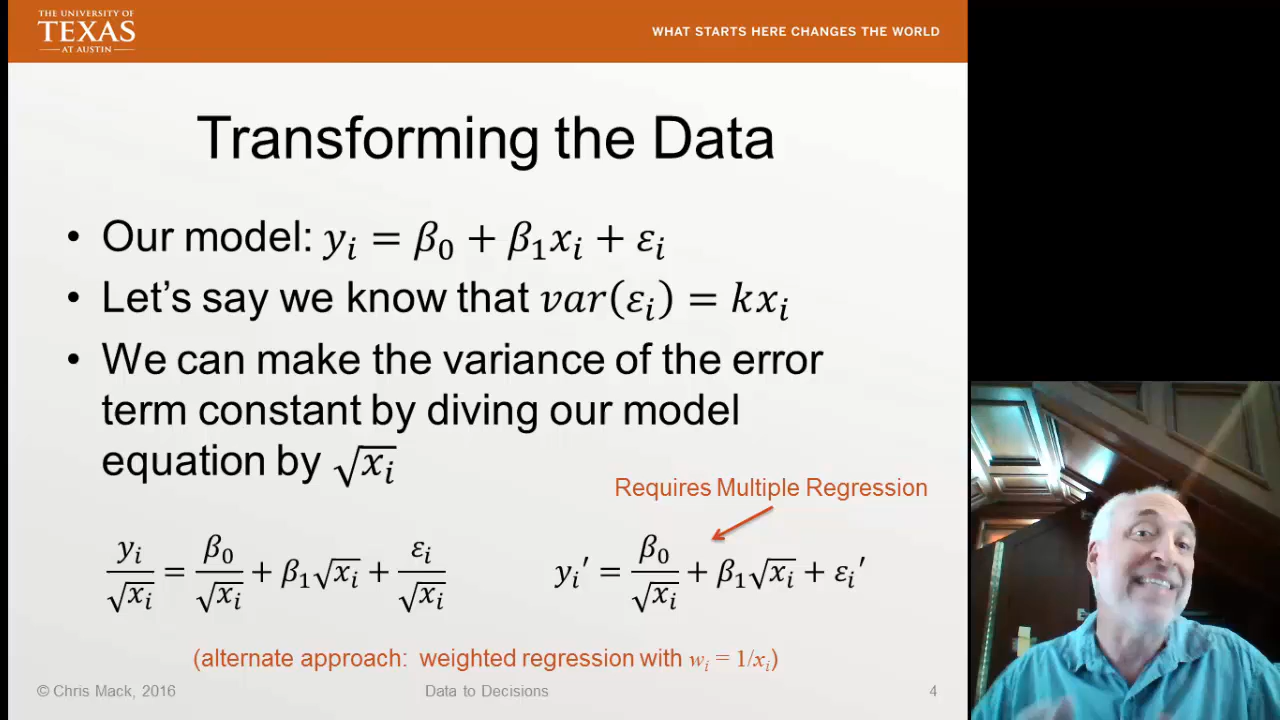 THE UNIVERSITY OF
TEXAS
AT AUSTIN
WHAT STARTS HERE CHANGES THE WORLD
Transforming the Data
• Our model: yᵢ = β₀ + β₁xᵢ + εᵢ
• Let’s say we know that var(εᵢ) = kxᵢ
• We can make the variance of the error
term constant by diving our model
equation by √xᵢ
Requires Multiple Regression
yᵢ/√xᵢ = β₀/√xᵢ + β₁√xᵢ + εᵢ/√xᵢ
yᵢ′ = β₀/√xᵢ + β₁√xᵢ + εᵢ′
(alternate approach: weighted regression with wᵢ = 1/xᵢ)
© Chris Mack, 2016
Data to Decisions
4